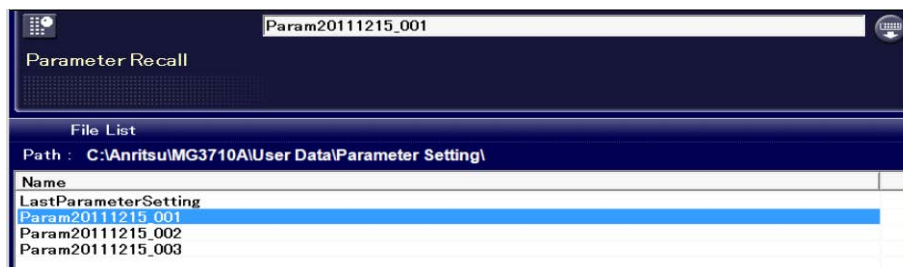 Param20111215_001
Parameter Recall
File List
Path : C:\Anritsu\MG3710A\User Data\Parameter Setting\
Name
LastParameterSetting
Param20111215_001
Param20111215_002
Param20111215_003